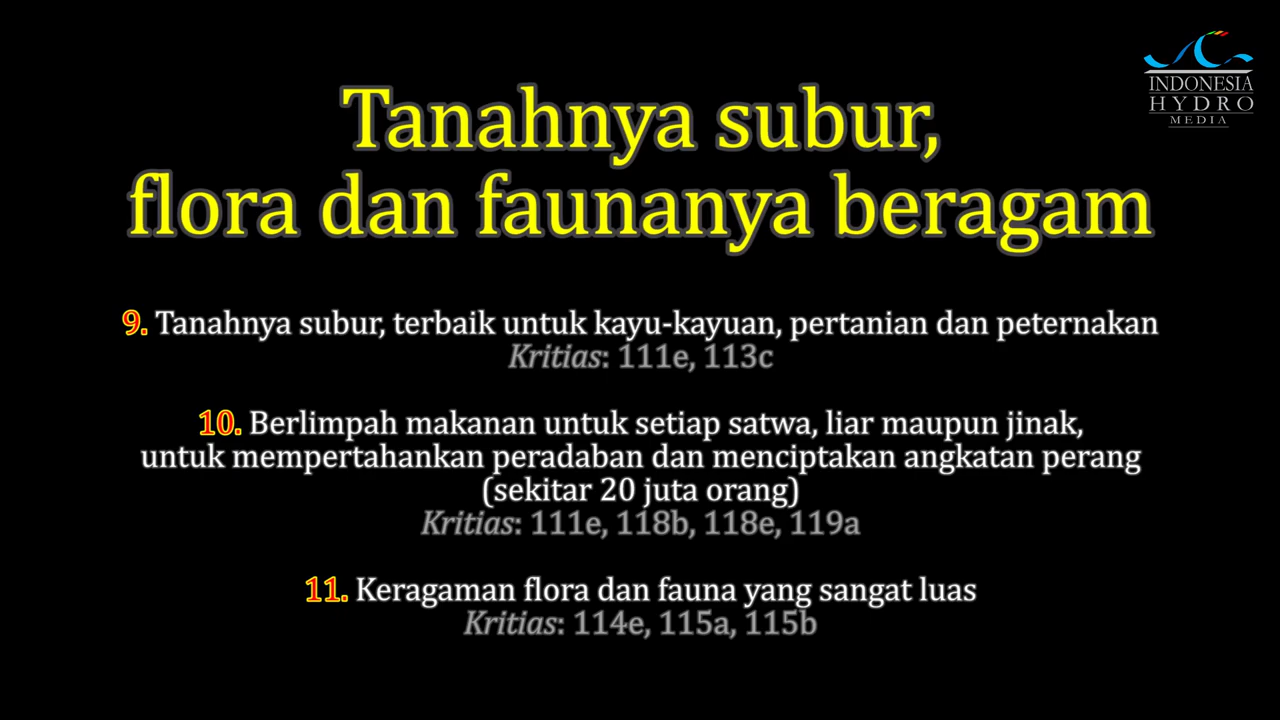 INDONESIA
HYDRO
MEDIA
Tanahnya subur,
flora dan faunanya beragam
9. Tanahnya subur, terbaik untuk kayu-kayuan, pertanian dan peternakan
Kritias: 111e, 113c
10. Berlimpah makanan untuk setiap satwa, liar maupun jinak,
untuk mempertahankan peradaban dan menciptakan angkatan perang
(sekitar 20 juta orang)
Kritias: 111e, 118b, 118e, 119a
11. Keragaman flora dan fauna yang sangat luas
Kritias: 114e, 115a, 115b